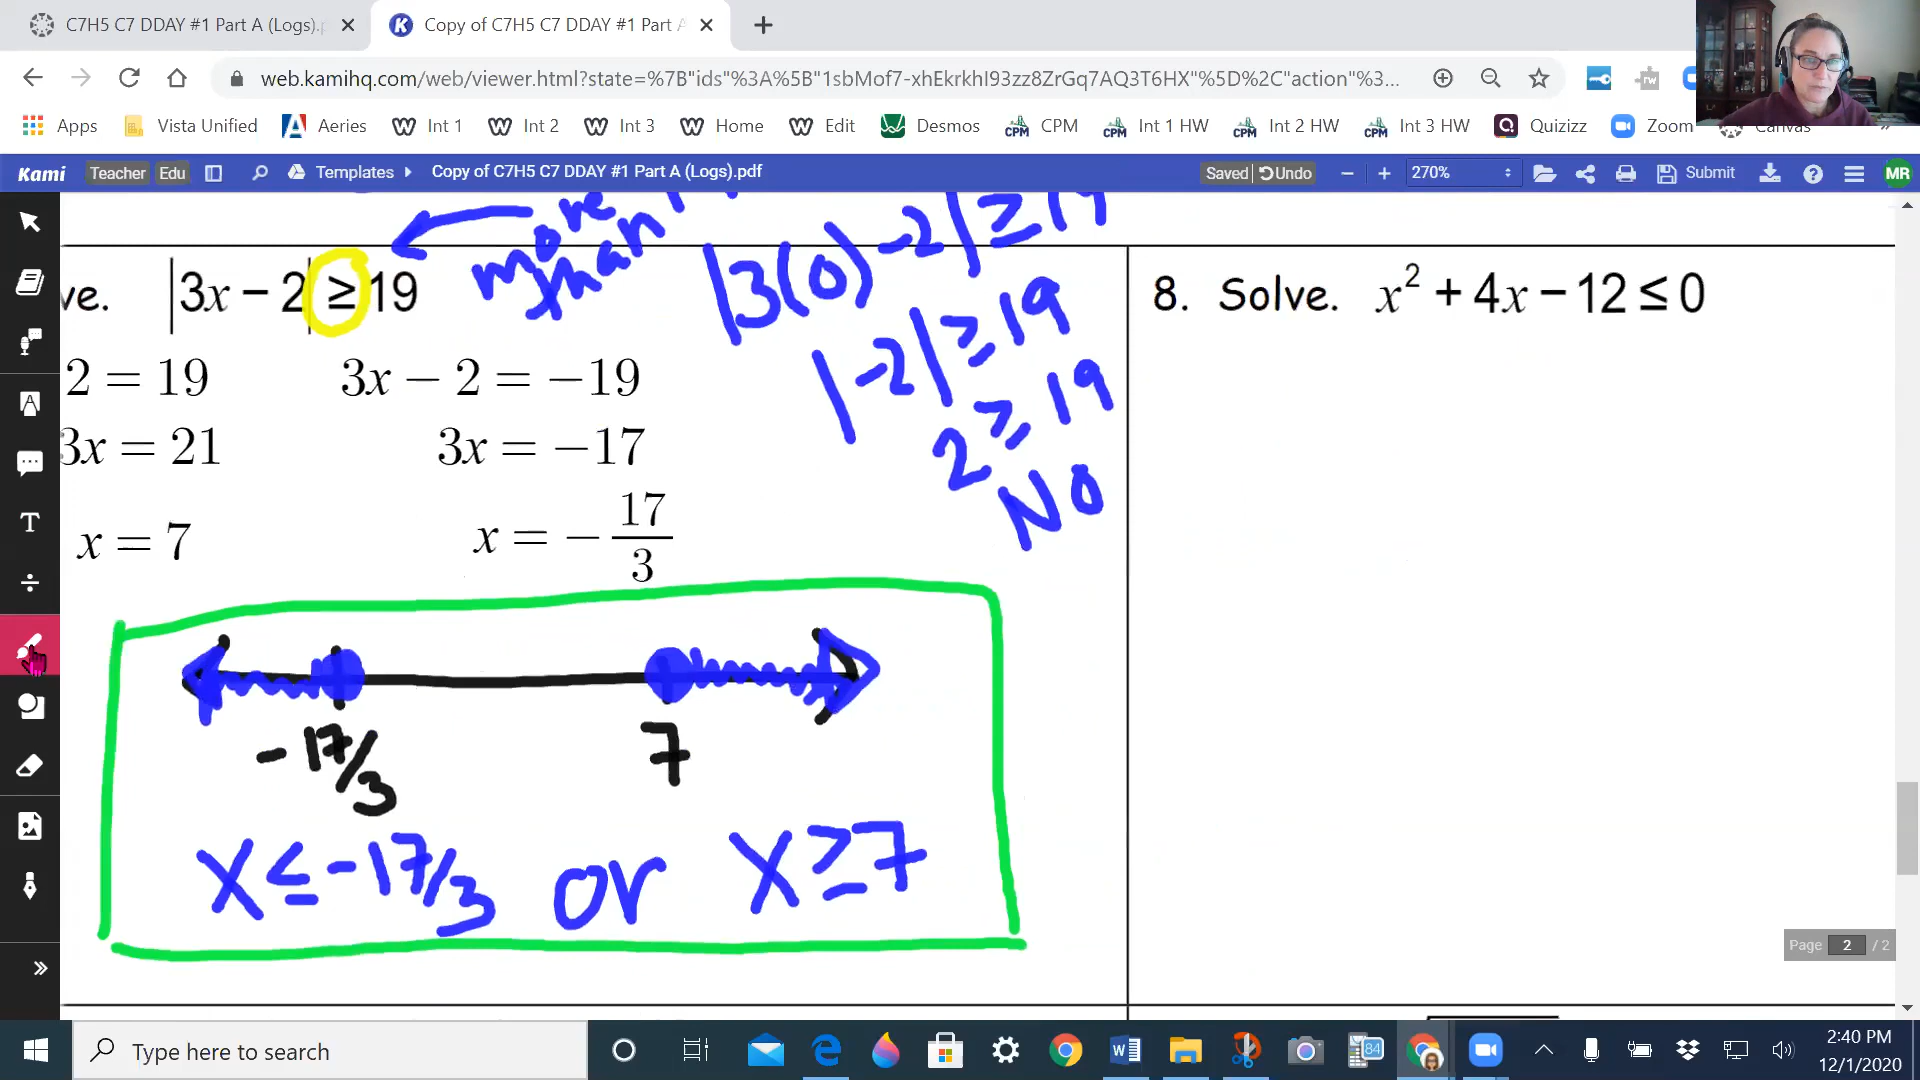 C7H5 C7 DDAY #1 Part A (Logs).p
Copy of C7H5 C7 DDAY #1 Part A
web.kamihq.com/web/viewer.html?state=%7B"ids"%3A%5B"1sbMof7-xhEkrkhI93zz8ZrGq7AQ3T6HX"%5D%2C"action"%3...
Apps Vista Unified Aeries Int 1 Int 2 Int 3 Home Edit Desmos CPM Int 1 HW Int 2 HW Int 3 HW Quizizz Zoom Canvas
Kami Teacher Edu Templates Copy of C7H5 C7 DDAY #1 Part A (Logs).pdf Saved Undo 270% Submit MR
more than
|3(0) -2| ≥ 19
ve. |3x − 2| ≥ 19
|-2| ≥ 19
2 = 19 3x − 2 = −19
2 ≥ 19
3x = 21 3x = −17
NO
x = 7 x = − 17/3
-17/3 7
x ≤ -17/3 or x ≥ 7
8. Solve. x² + 4x − 12 ≤ 0
Page 2 / 2
Type here to search
84
2:40 PM
12/1/2020